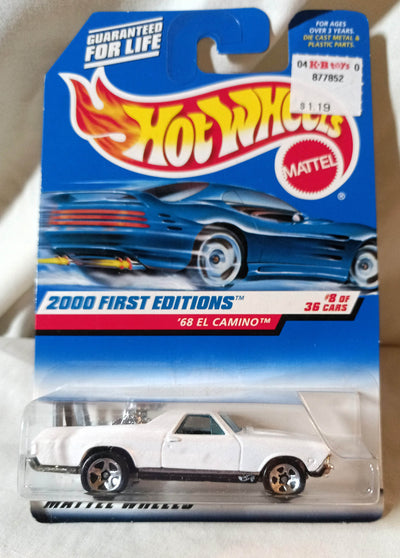 GUARANTEED
FOR LIFE
FOR AGES
OVER 3 YEARS.
DIE CAST METAL &
PLASTIC PARTS.
04 K·B toys 0
877852
$1.19
HOT WHEELS
MATTEL
®
2000 FIRST EDITIONS™
'68 EL CAMINO™
#8 OF
36 CARS
MATTEL WHEELS